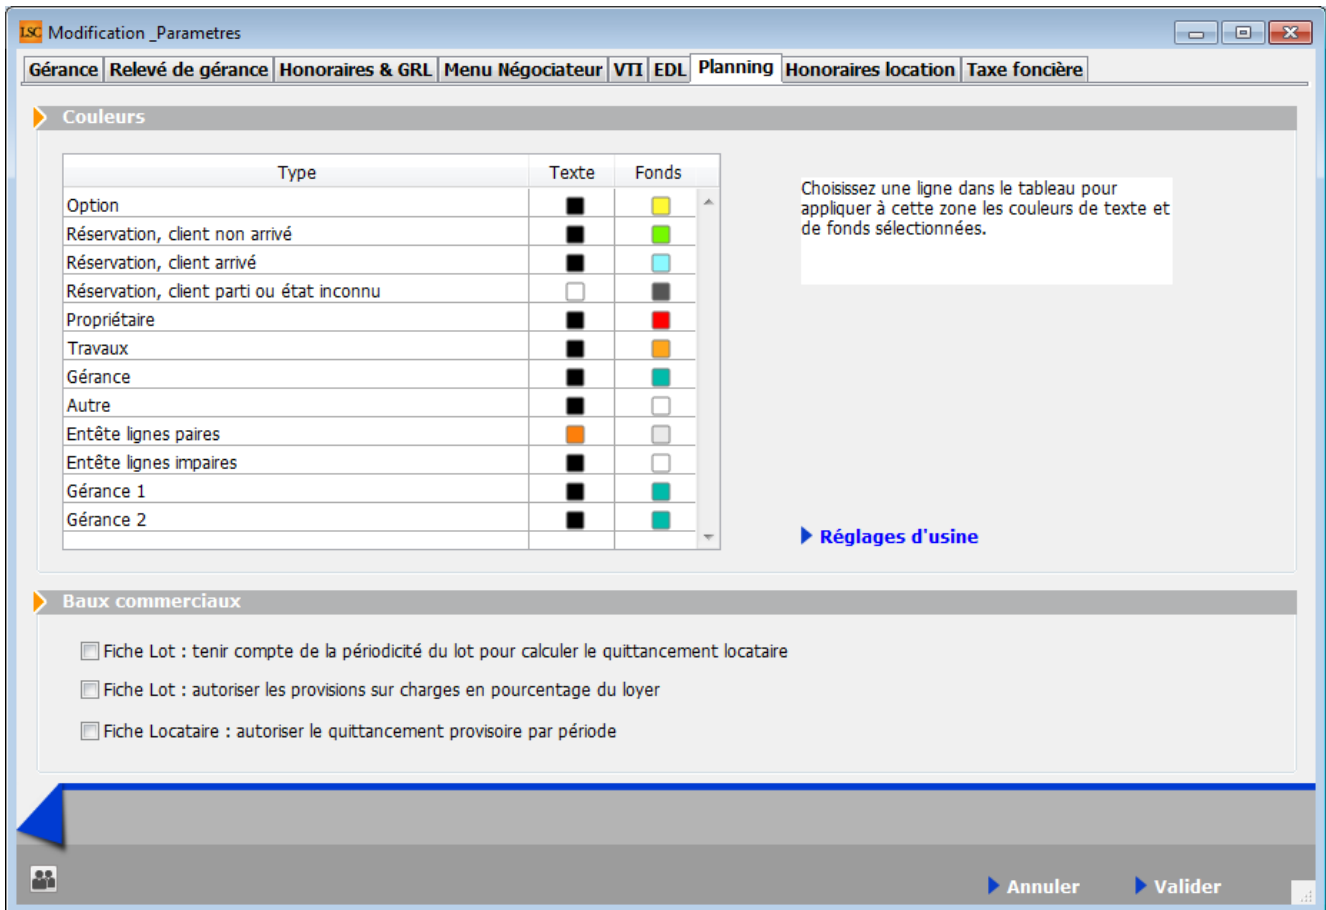 LSC Modification _Parametres
Gérance Relevé de gérance Honoraires & GRL Menu Négociateur VTI EDL Planning Honoraires location Taxe foncière
Couleurs
Type Texte Fonds
Option
Réservation, client non arrivé
Réservation, client arrivé
Réservation, client parti ou état inconnu
Propriétaire
Travaux
Gérance
Autre
Entête lignes paires
Entête lignes impaires
Gérance 1
Gérance 2
Choisissez une ligne dans le tableau pour
appliquer à cette zone les couleurs de texte et
de fonds sélectionnées.
Réglages d'usine
Baux commerciaux
Fiche Lot : tenir compte de la périodicité du lot pour calculer le quittancement locataire
Fiche Lot : autoriser les provisions sur charges en pourcentage du loyer
Fiche Locataire : autoriser le quittancement provisoire par période
Annuler Valider